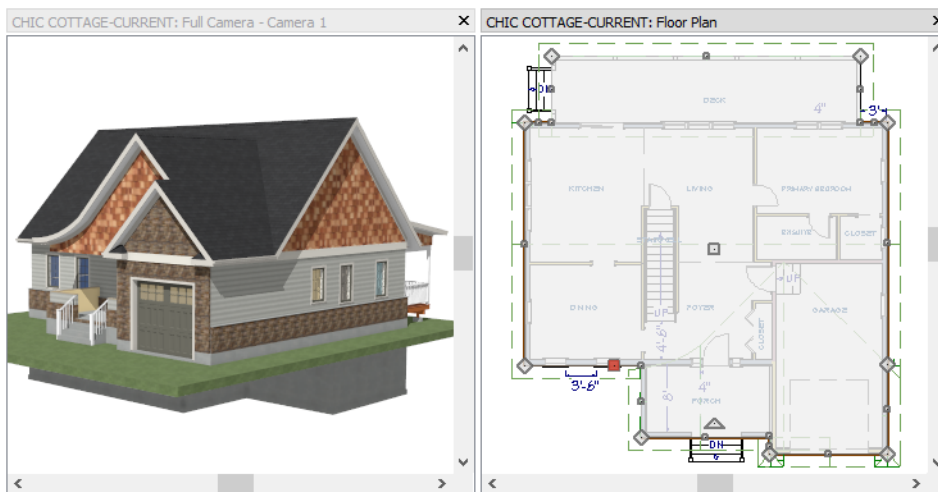 CHIC COTTAGE-CURRENT: Full Camera - Camera 1
CHIC COTTAGE-CURRENT: Floor Plan
DN
DECK
4"
3'
KITCHEN
LIVING
PRIMARY BEDROOM
ENSUITE
CLOSET
UP
DINING
UP
FOYER
GARAGE
CLOSET
4'-6"
3'-6"
8'
4"
PORCH
DN